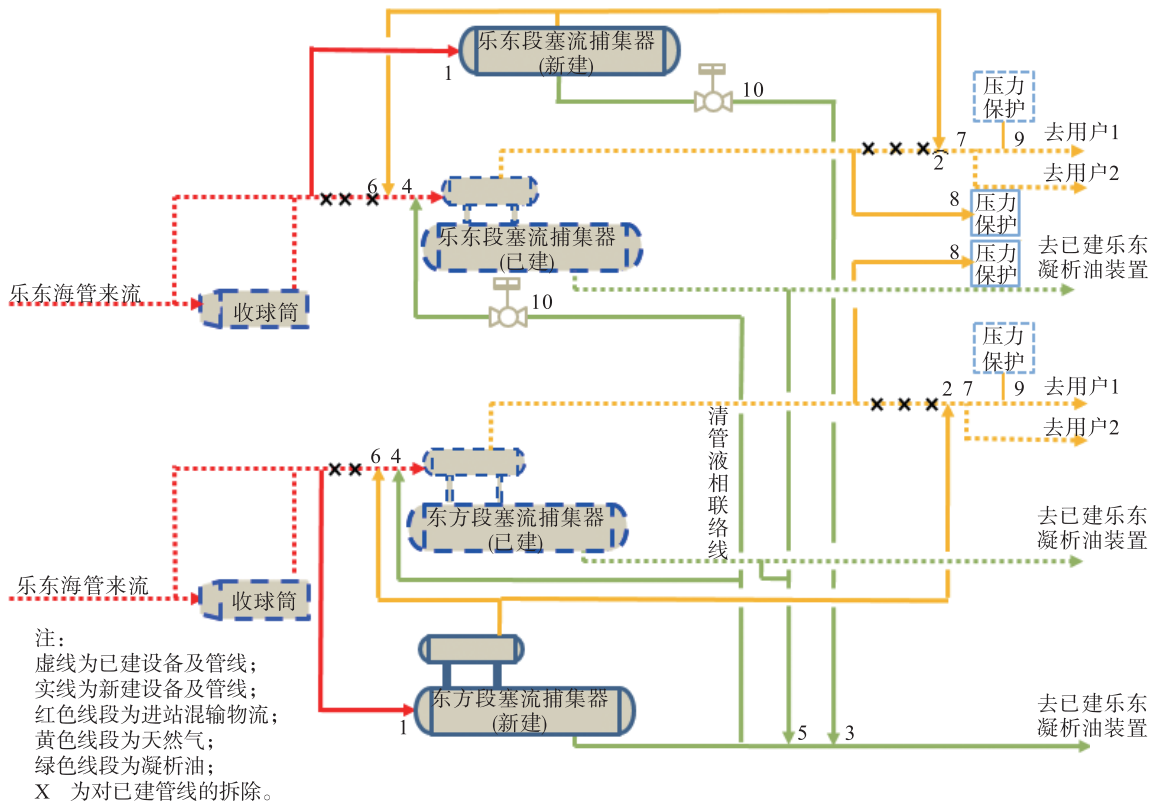 乐东段塞流捕集器
(新建)
1
10
压力
保护
去用户1
7
9
2
去用户2
6
4
8
压力
保护
乐东段塞流捕集器
(已建)
8
压力
保护
去已建乐东
凝析油装置
乐东海管来流
收球筒
10
压力
保护
2
7
9
去用户1
去用户2
清管液相联络线
6
4
东方段塞流捕集器
(已建)
去已建乐东
凝析油装置
乐东海管来流
收球筒
注：
虚线为已建设备及管线；
实线为新建设备及管线；
红色线段为进站混输物流；
黄色线段为天然气；
绿色线段为凝析油；
X 为对已建管线的拆除。
东方段塞流捕集器
(新建)
1
5
3
去已建乐东
凝析油装置